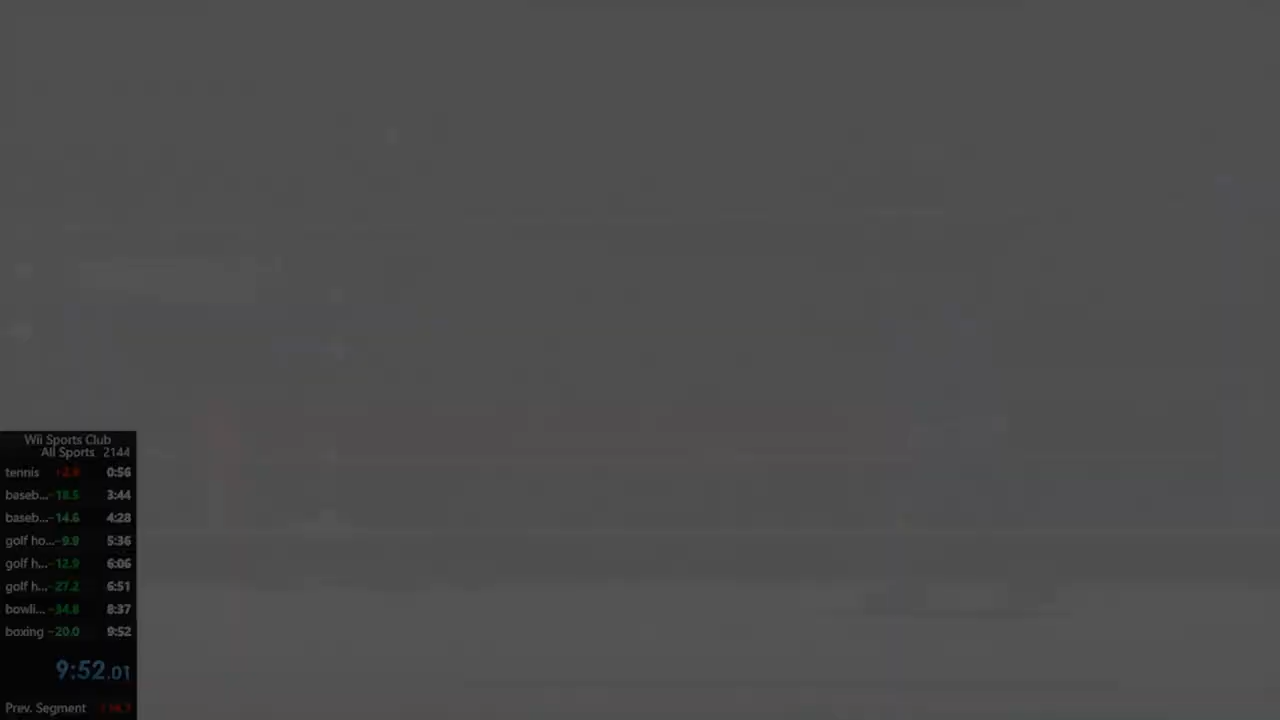 Wii Sports Club
All Sports 2144
tennis +2.9 0:56
baseb... -18.5 3:44
baseb... -14.6 4:28
golf ho... -9.9 5:36
golf h... -12.9 6:06
golf h... -27.2 6:51
bowli... -34.8 8:37
boxing -20.0 9:52
9:52.01
Prev. Segment